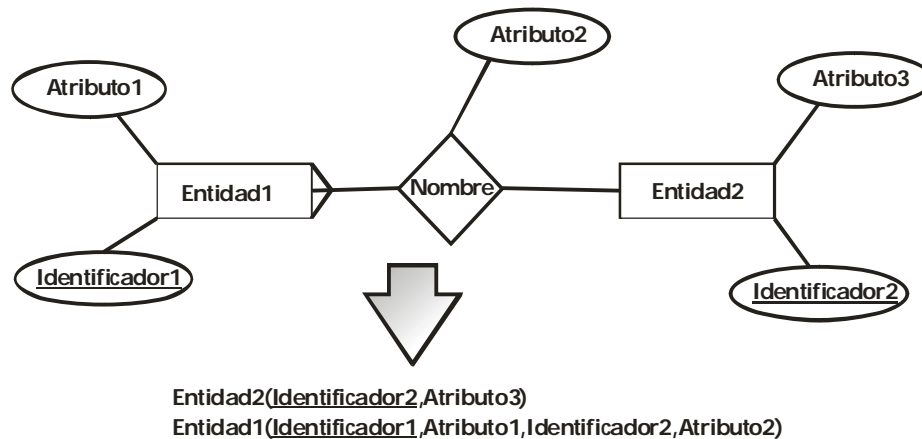 Atributo2
Atributo1
Atributo3
Entidad1
Nombre
Entidad2
Identificador1
Identificador2
Entidad2(Identificador2,Atributo3)
Entidad1(Identificador1,Atributo1,Identificador2,Atributo2)